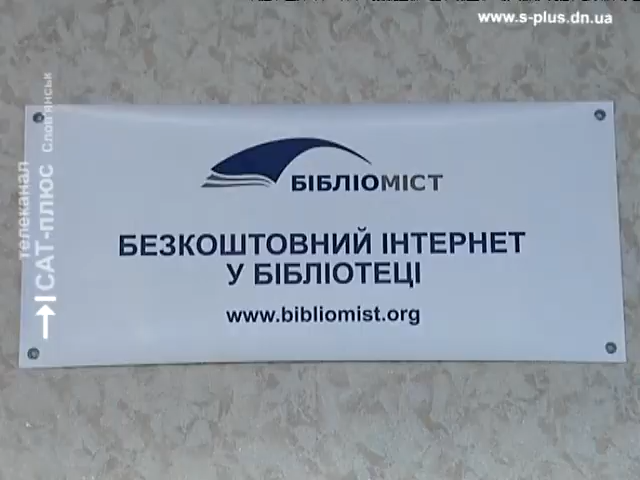 www.s-plus.dn.ua
БІБЛІОМІСТ
БЕЗКОШТОВНИЙ ІНТЕРНЕТ
У БІБЛІОТЕЦІ
www.bibliomist.org
телеканал
САТ-ПЛЮС
Слов'янськ